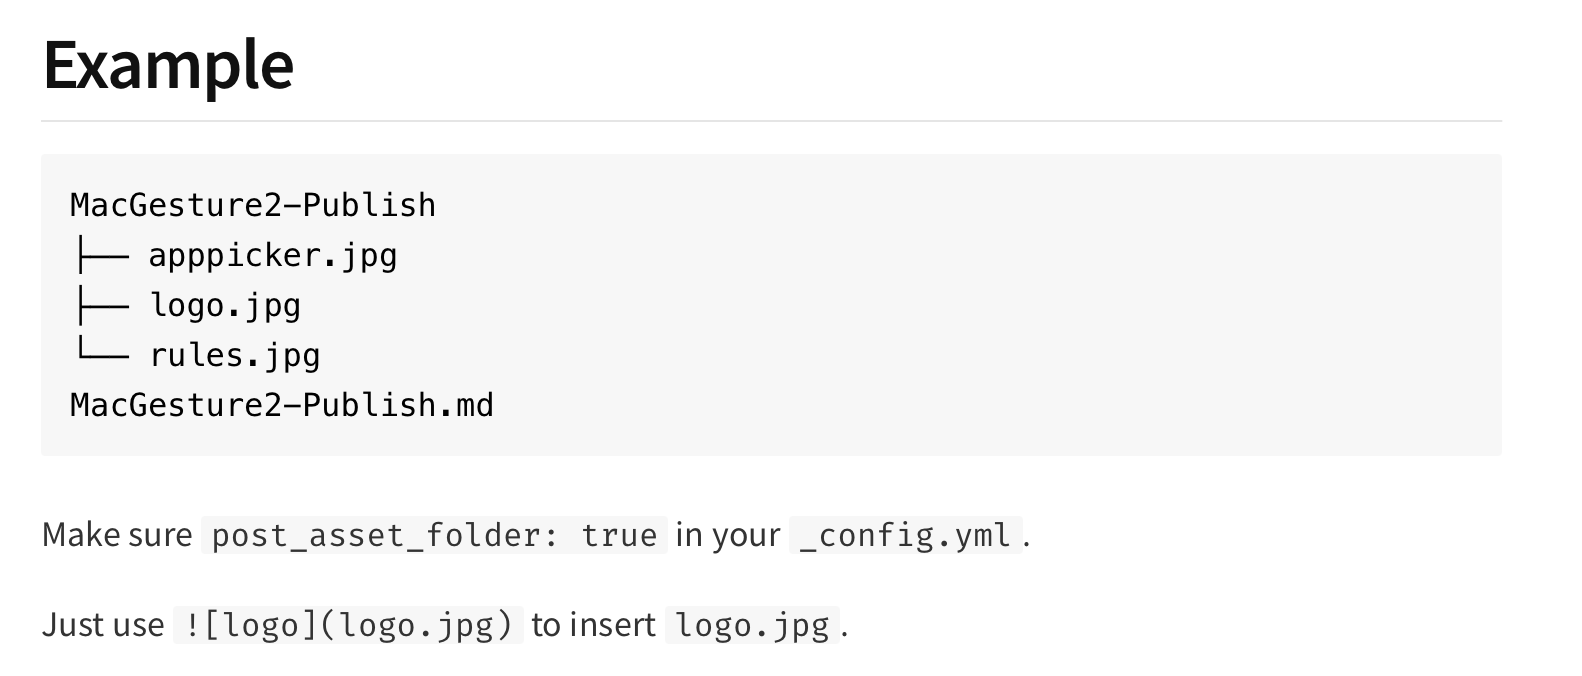 Example
MacGesture2-Publish
├── apppicker.jpg
├── logo.jpg
└── rules.jpg
MacGesture2-Publish.md
Make sure post_asset_folder: true in your _config.yml.
Just use ![logo](logo.jpg) to insert logo.jpg.